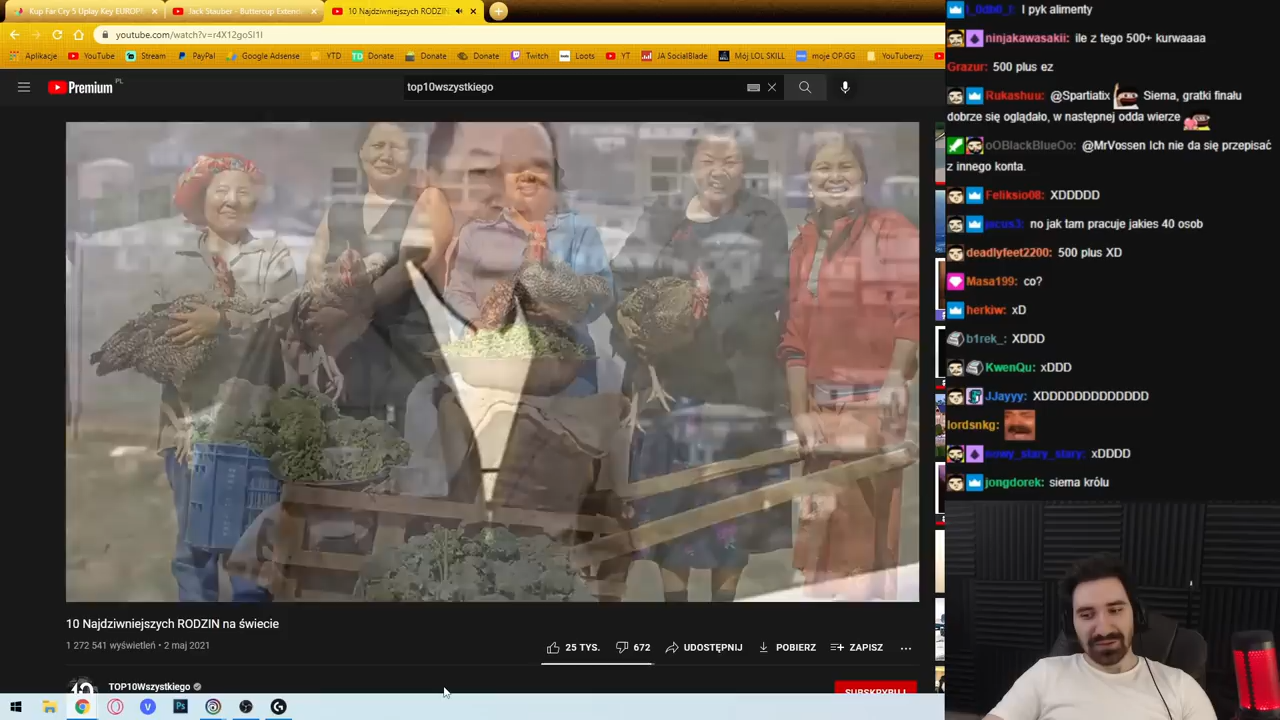 Kup Far Cry 5 Uplay Key EUROPE
Jack Stauber - Buttercup Extend
10 Najdziwniejszych RODZIN
youtube.com/watch?v=r4X12goSI1I
YouTube
Stream
PayPal
Google Adsense
YTD
Donate
Donate
Donate
Twitch
Loots
YT
JA SocialBlade
Mój LOL SKILL
moje OP.GG
YouTuberzy
Premium PL
top10wszystkiego
10 Najdziwniejszych RODZIN na świecie
1 272 541 wyświetleń • 2 maj 2021
25 TYS.
672
UDOSTĘPNIJ
POBIERZ
ZAPISZ
TOP10Wszystkiego
SUBSKRYBUJ
I pyk alimenty
ninjakawasakii: ile z tego 500+ kurwaaaa
Grazur: 500 plus ez
Rukashuu: @Spartiatix Siema, gratki finału
dobrze się oglądało, w następnej odda wierze
oOBlackBlueOo: @MrVossen Ich nie da się przepisać
z innego konta.
Feliksio08: XDDDDD
picus3: no jak tam pracuje jakies 40 osob
deadlyfeet2200: 500 plus XD
Masa199: co?
herkiw: xD
b1rek_: XDDD
KwenQu: xDDD
JJayyy: XDDDDDDDDDDDDD
lordsnkg:
nowy_stary_stary: xDDDD
jongdorek: siema królu